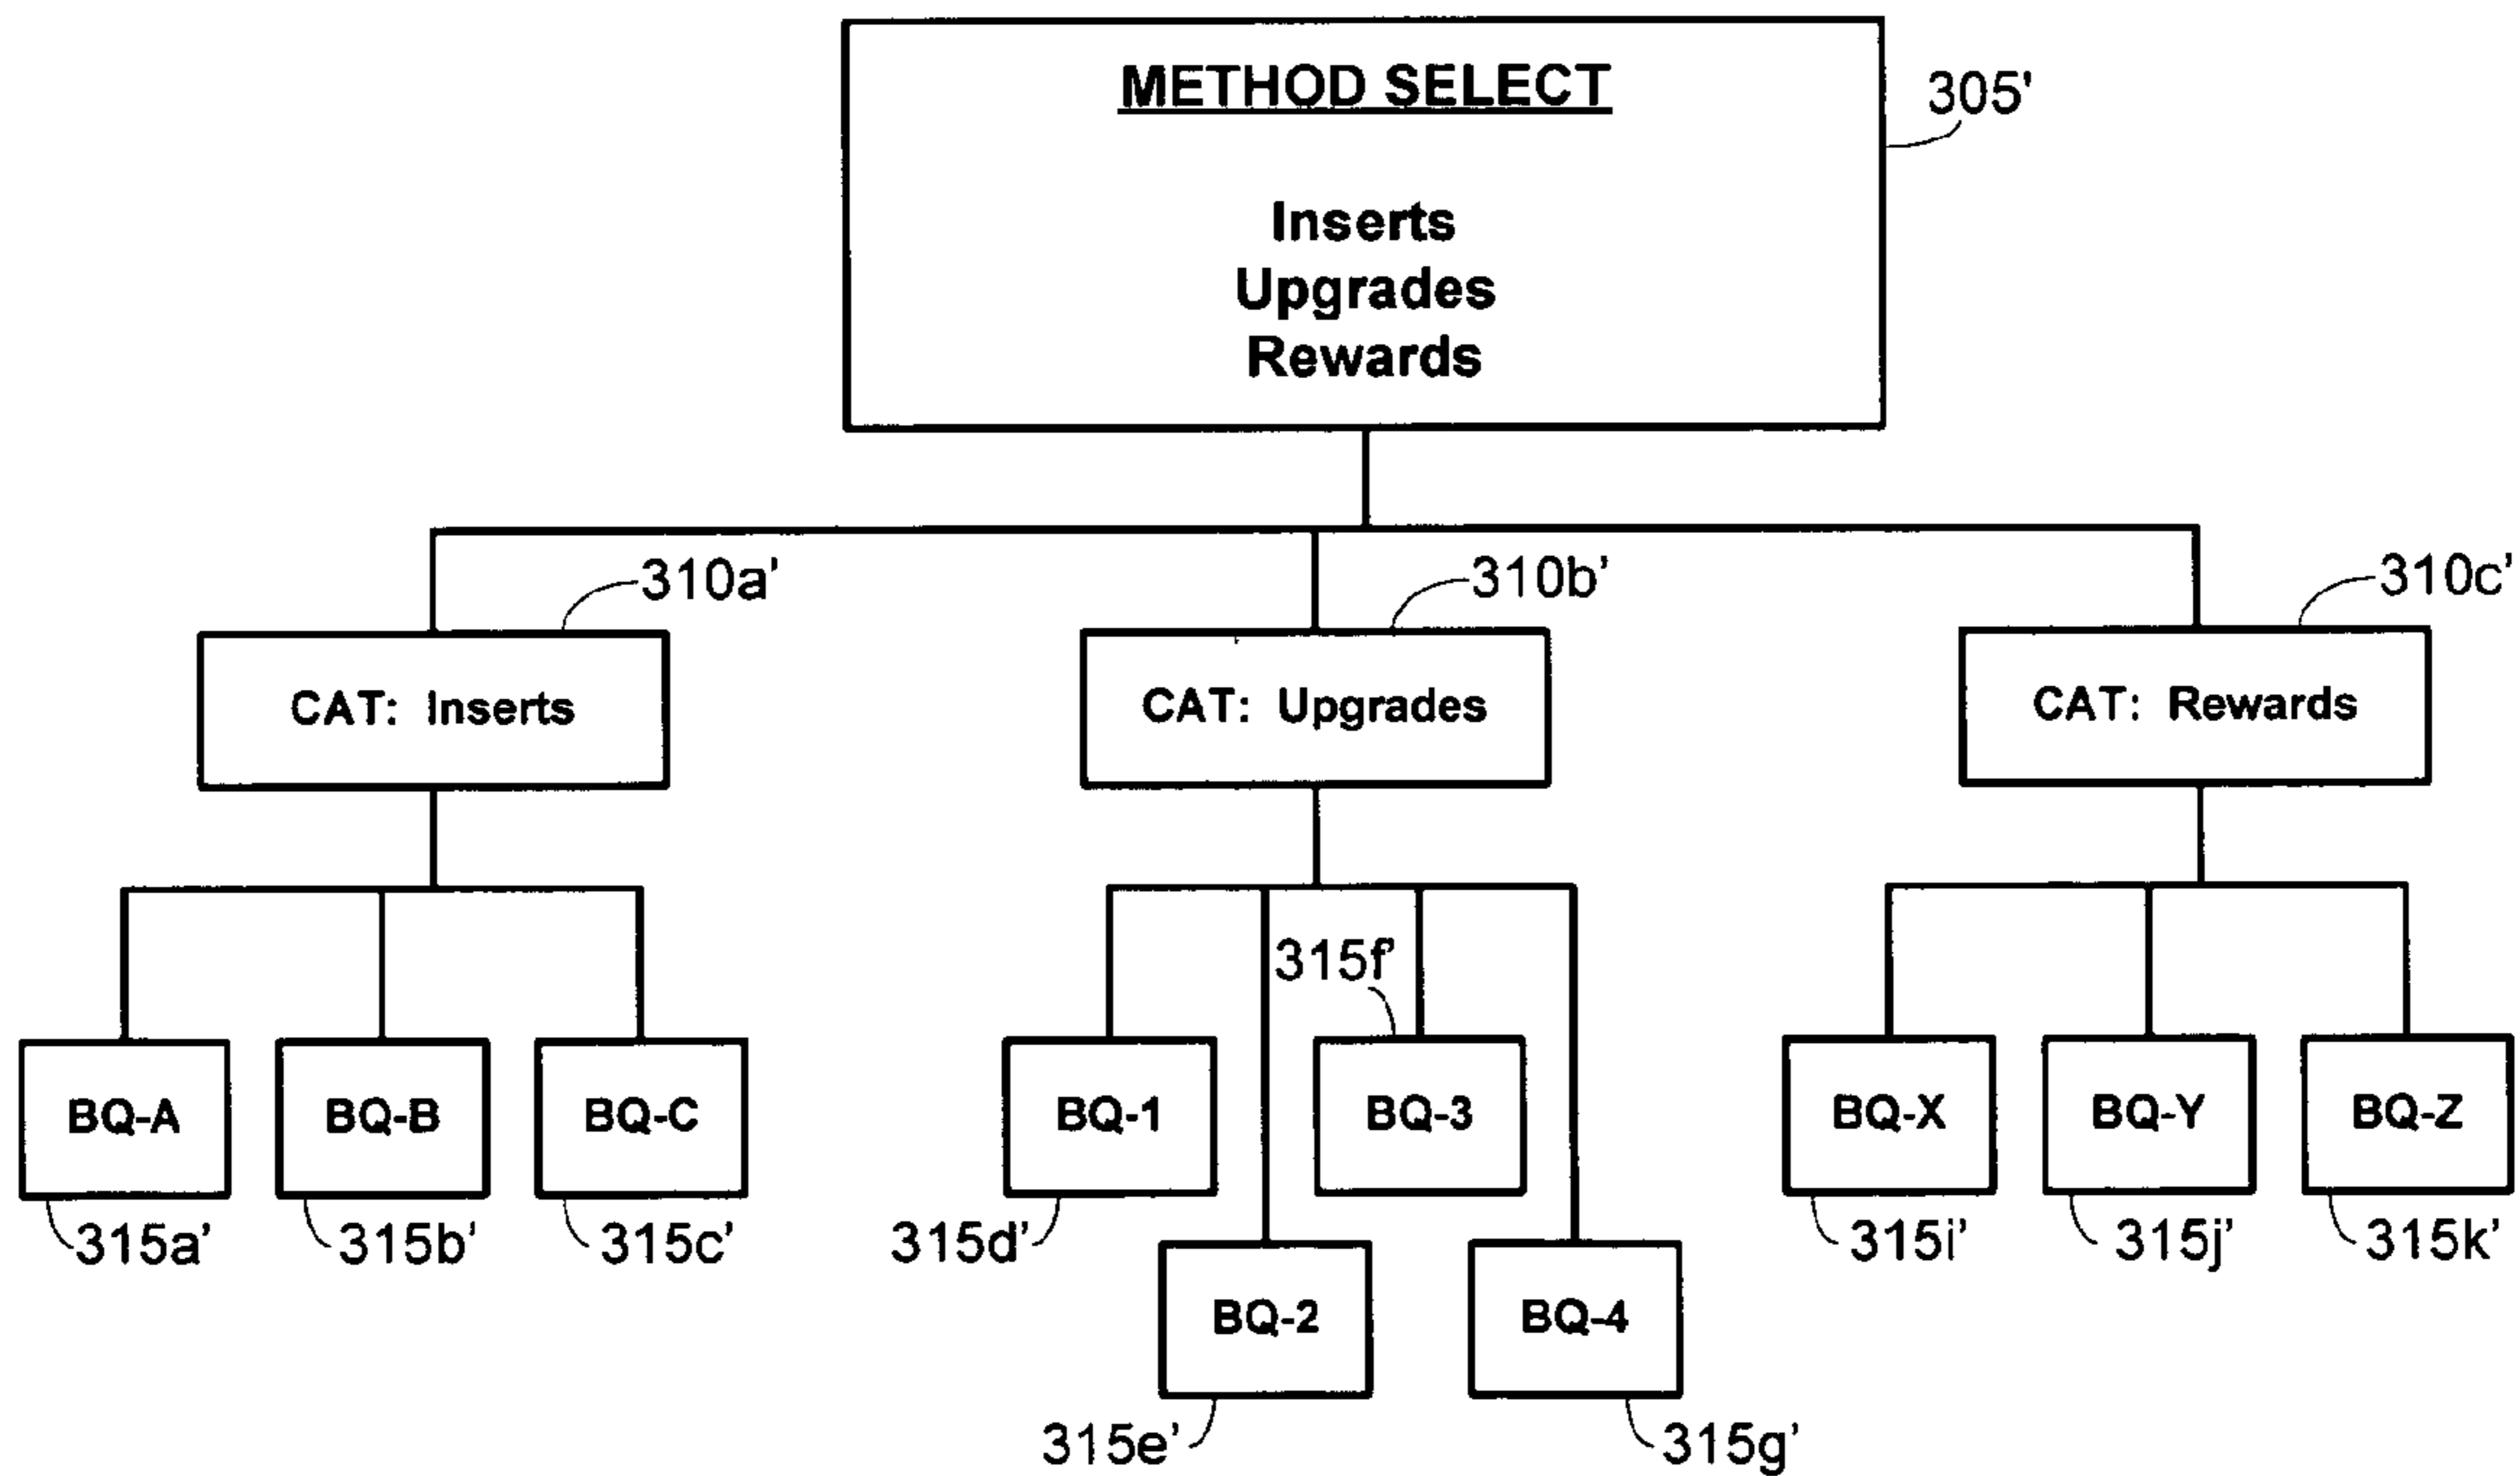 METHOD SELECT
305'
Inserts
Upgrades
Rewards
310a'
310b'
310c'
CAT: Inserts
CAT: Upgrades
CAT: Rewards
315f'
BQ-A
BQ-B
BQ-C
BQ-1
BQ-3
BQ-X
BQ-Y
BQ-Z
315a'
315b'
315c'
315d'
315i'
315j'
315k'
BQ-2
BQ-4
315e'
315g'